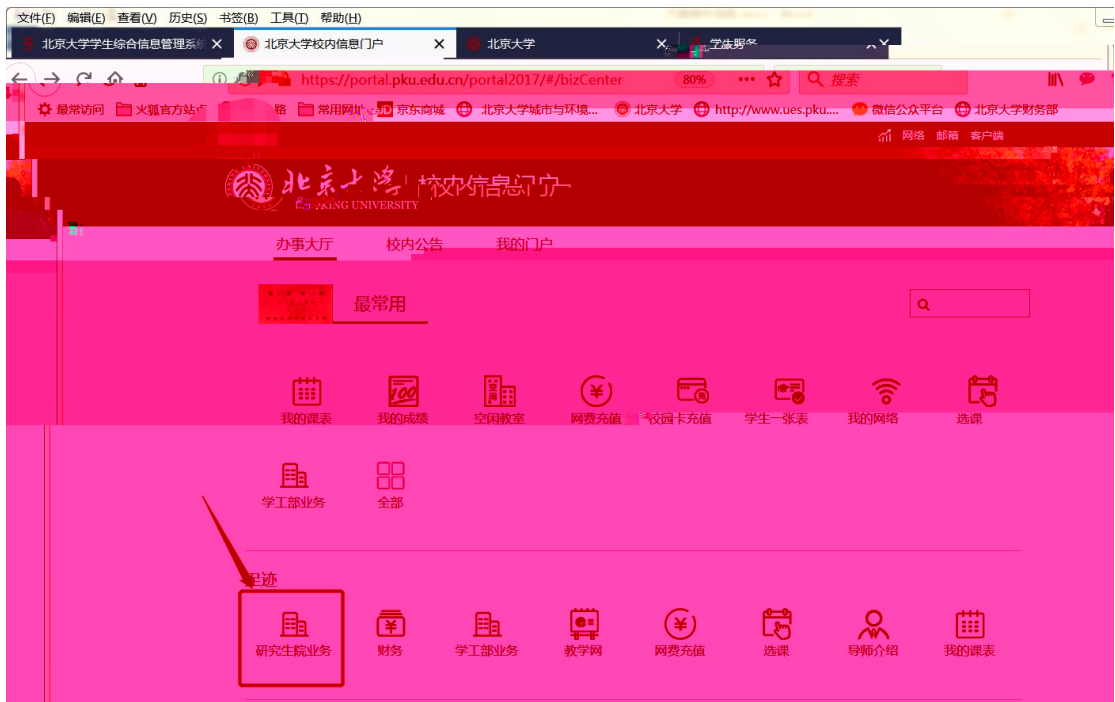 文件(F) 编辑(E) 查看(V) 历史(S) 书签(B) 工具(T) 帮助(H)
北京大学学生综合信息管理系统 × 北京大学校内信息门户 × 北京大学 ×
https://portal.pku.edu.cn/portal2017/#/bizCenter 80% 搜索
最常访问 火狐官方站点 常用网址 JD 京东商城 北京大学城市与环境... 北京大学 http://www.ues.pku.... 微信公众平台 北京大学财务部
网络 邮箱 客户端
北京大学 校内信息门户
UNIVERSITY
办事大厅 校内公告 我的门户
最常用
我的课表 我的成绩 空闲教室 网费充值 校园卡充值 学生一张表 我的网络 选课
学工部业务 全部
足迹
研究生院业务 财务 学工部业务 教学网 网费充值 选课 导师介绍 我的课表